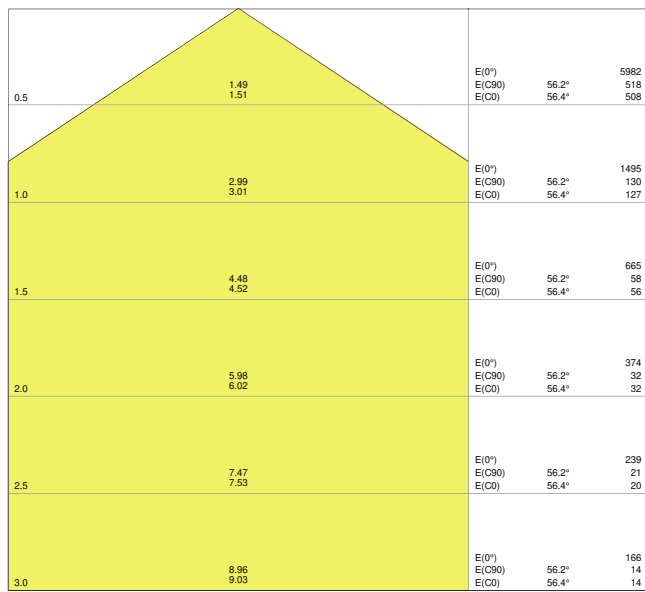 E(0°) 5982
1.49 E(C90) 56.2° 518
0.5 1.51 E(C0) 56.4° 508
E(0°) 1495
2.99 E(C90) 56.2° 130
1.0 3.01 E(C0) 56.4° 127
E(0°) 665
4.48 E(C90) 56.2° 58
1.5 4.52 E(C0) 56.4° 56
E(0°) 374
5.98 E(C90) 56.2° 32
2.0 6.02 E(C0) 56.4° 32
E(0°) 239
7.47 E(C90) 56.2° 21
2.5 7.53 E(C0) 56.4° 20
E(0°) 166
8.96 E(C90) 56.2° 14
3.0 9.03 E(C0) 56.4° 14